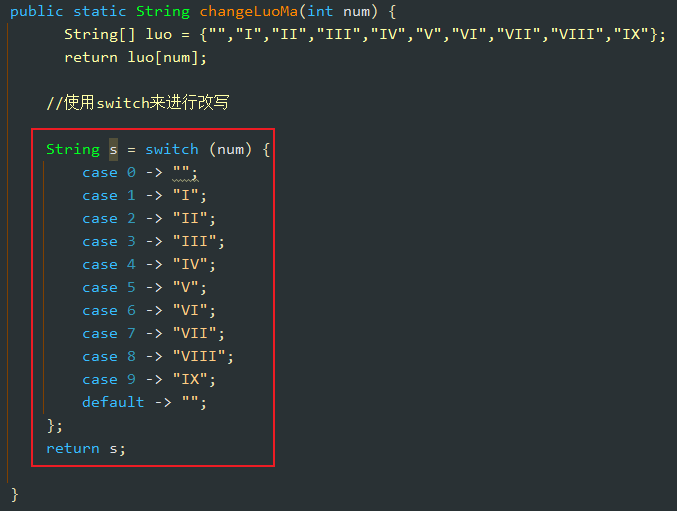 public static String changeLuoMa(int num) {
String[] luo = {"","I","II","III","IV","V","VI","VII","VIII","IX"};
return luo[num];
//使用switch来进行改写
String s = switch (num) {
case 0 -> "";
case 1 -> "I";
case 2 -> "II";
case 3 -> "III";
case 4 -> "IV";
case 5 -> "V";
case 6 -> "VI";
case 7 -> "VII";
case 8 -> "VIII";
case 9 -> "IX";
default -> "";
};
return s;
}